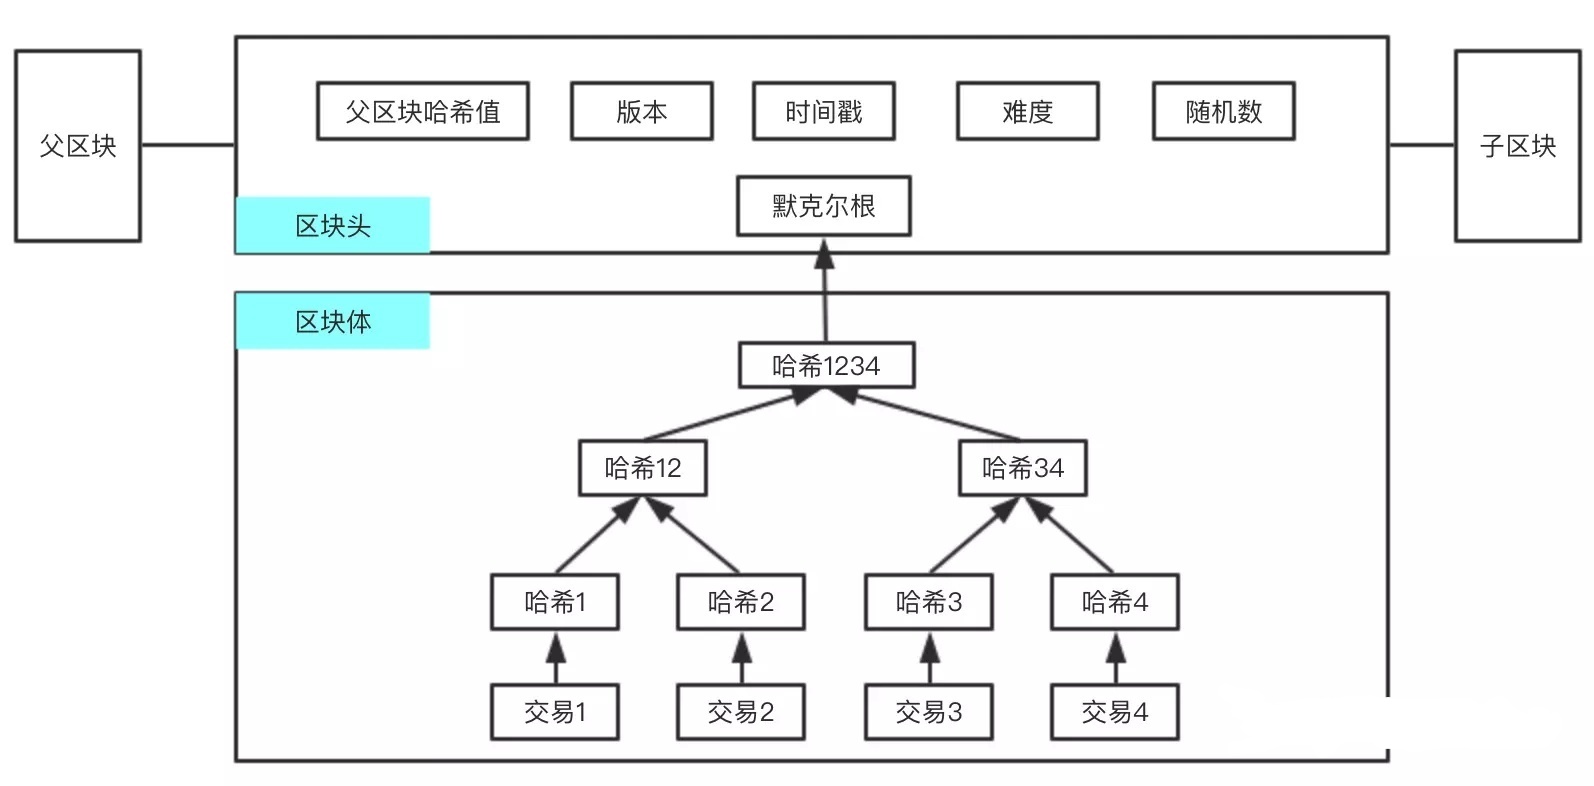 父区块
父区块哈希值
版本
时间戳
难度
随机数
子区块
默克尔根
区块头
区块体
哈希1234
哈希12
哈希34
哈希1
哈希2
哈希3
哈希4
交易1
交易2
交易3
交易4